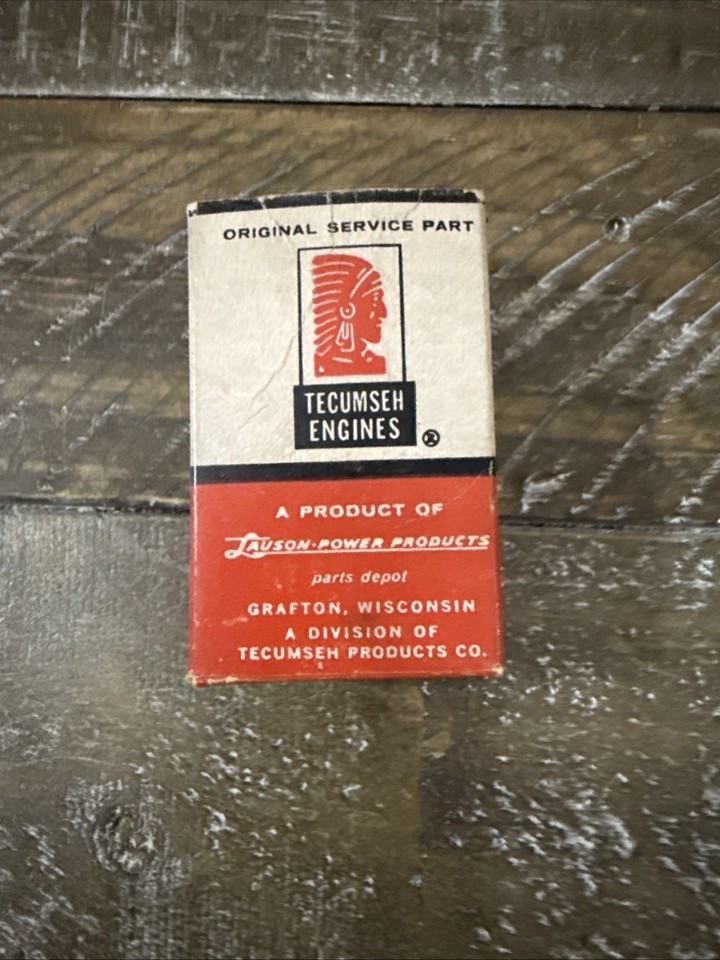 ORIGINAL SERVICE PART
TECUMSEH
ENGINES ®
A PRODUCT OF
LAUSON-POWER PRODUCTS
parts depot
GRAFTON, WISCONSIN
A DIVISION OF
TECUMSEH PRODUCTS CO.